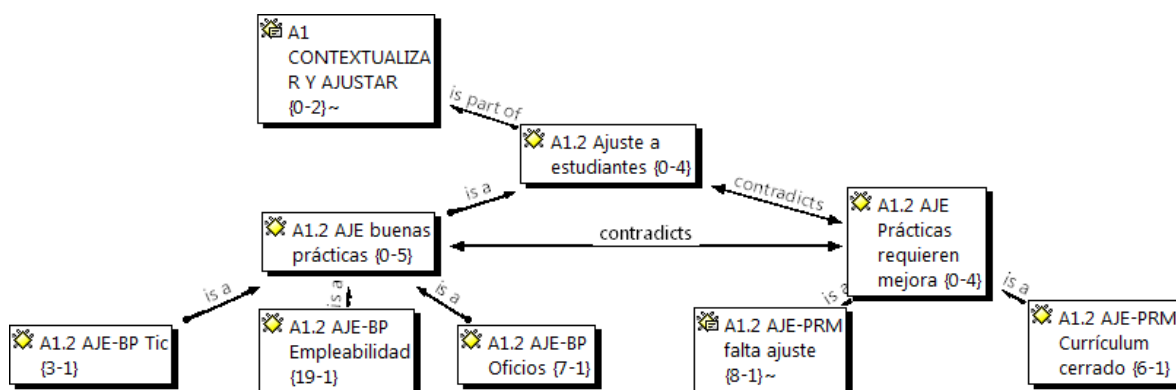 A1
CONTEXTUALIZA
R Y AJUSTAR
{0-2}~
is part of
A1.2 Ajuste a
estudiantes {0-4}
is a
contradicts
A1.2 AJE buenas
prácticas {0-5}
contradicts
A1.2 AJE
Prácticas
requieren
mejora {0-4}
is a
is a
is a
is a
is a
A1.2 AJE-BP Tic
{3-1}
A1.2 AJE-BP
Empleabilidad
{19-1}
A1.2 AJE-BP
Oficios {7-1}
A1.2 AJE-PRM
falta ajuste
{8-1}~
A1.2 AJE-PRM
Currículum
cerrado {6-1}